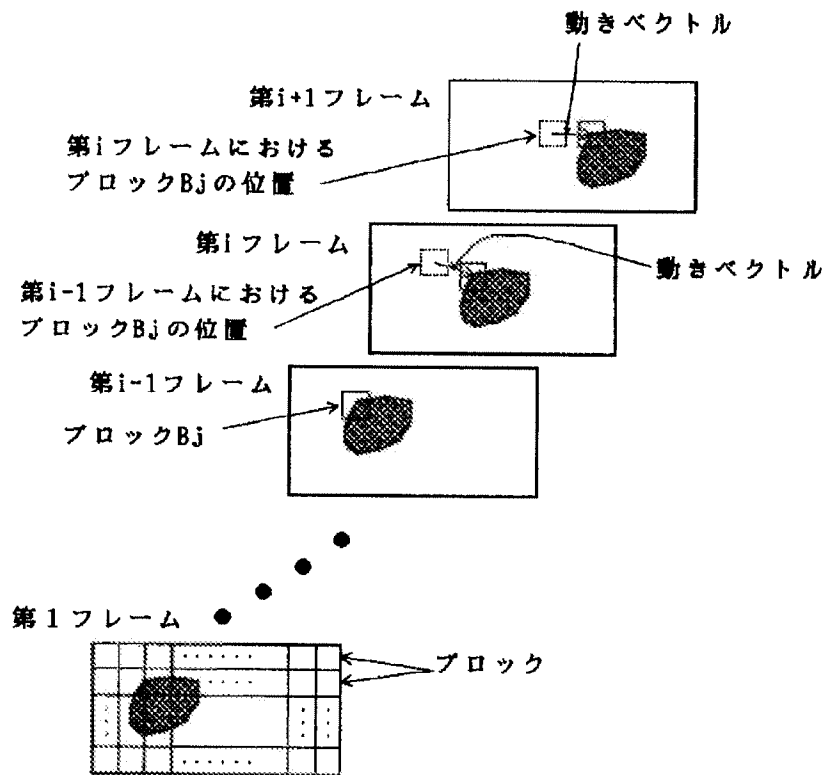 動きベクトル
第i+1フレーム
第iフレームにおける
ブロックBjの位置
第iフレーム
動きベクトル
第i-1フレームにおける
ブロックBjの位置
第i-1フレーム
ブロックBj
第1フレーム
ブロック